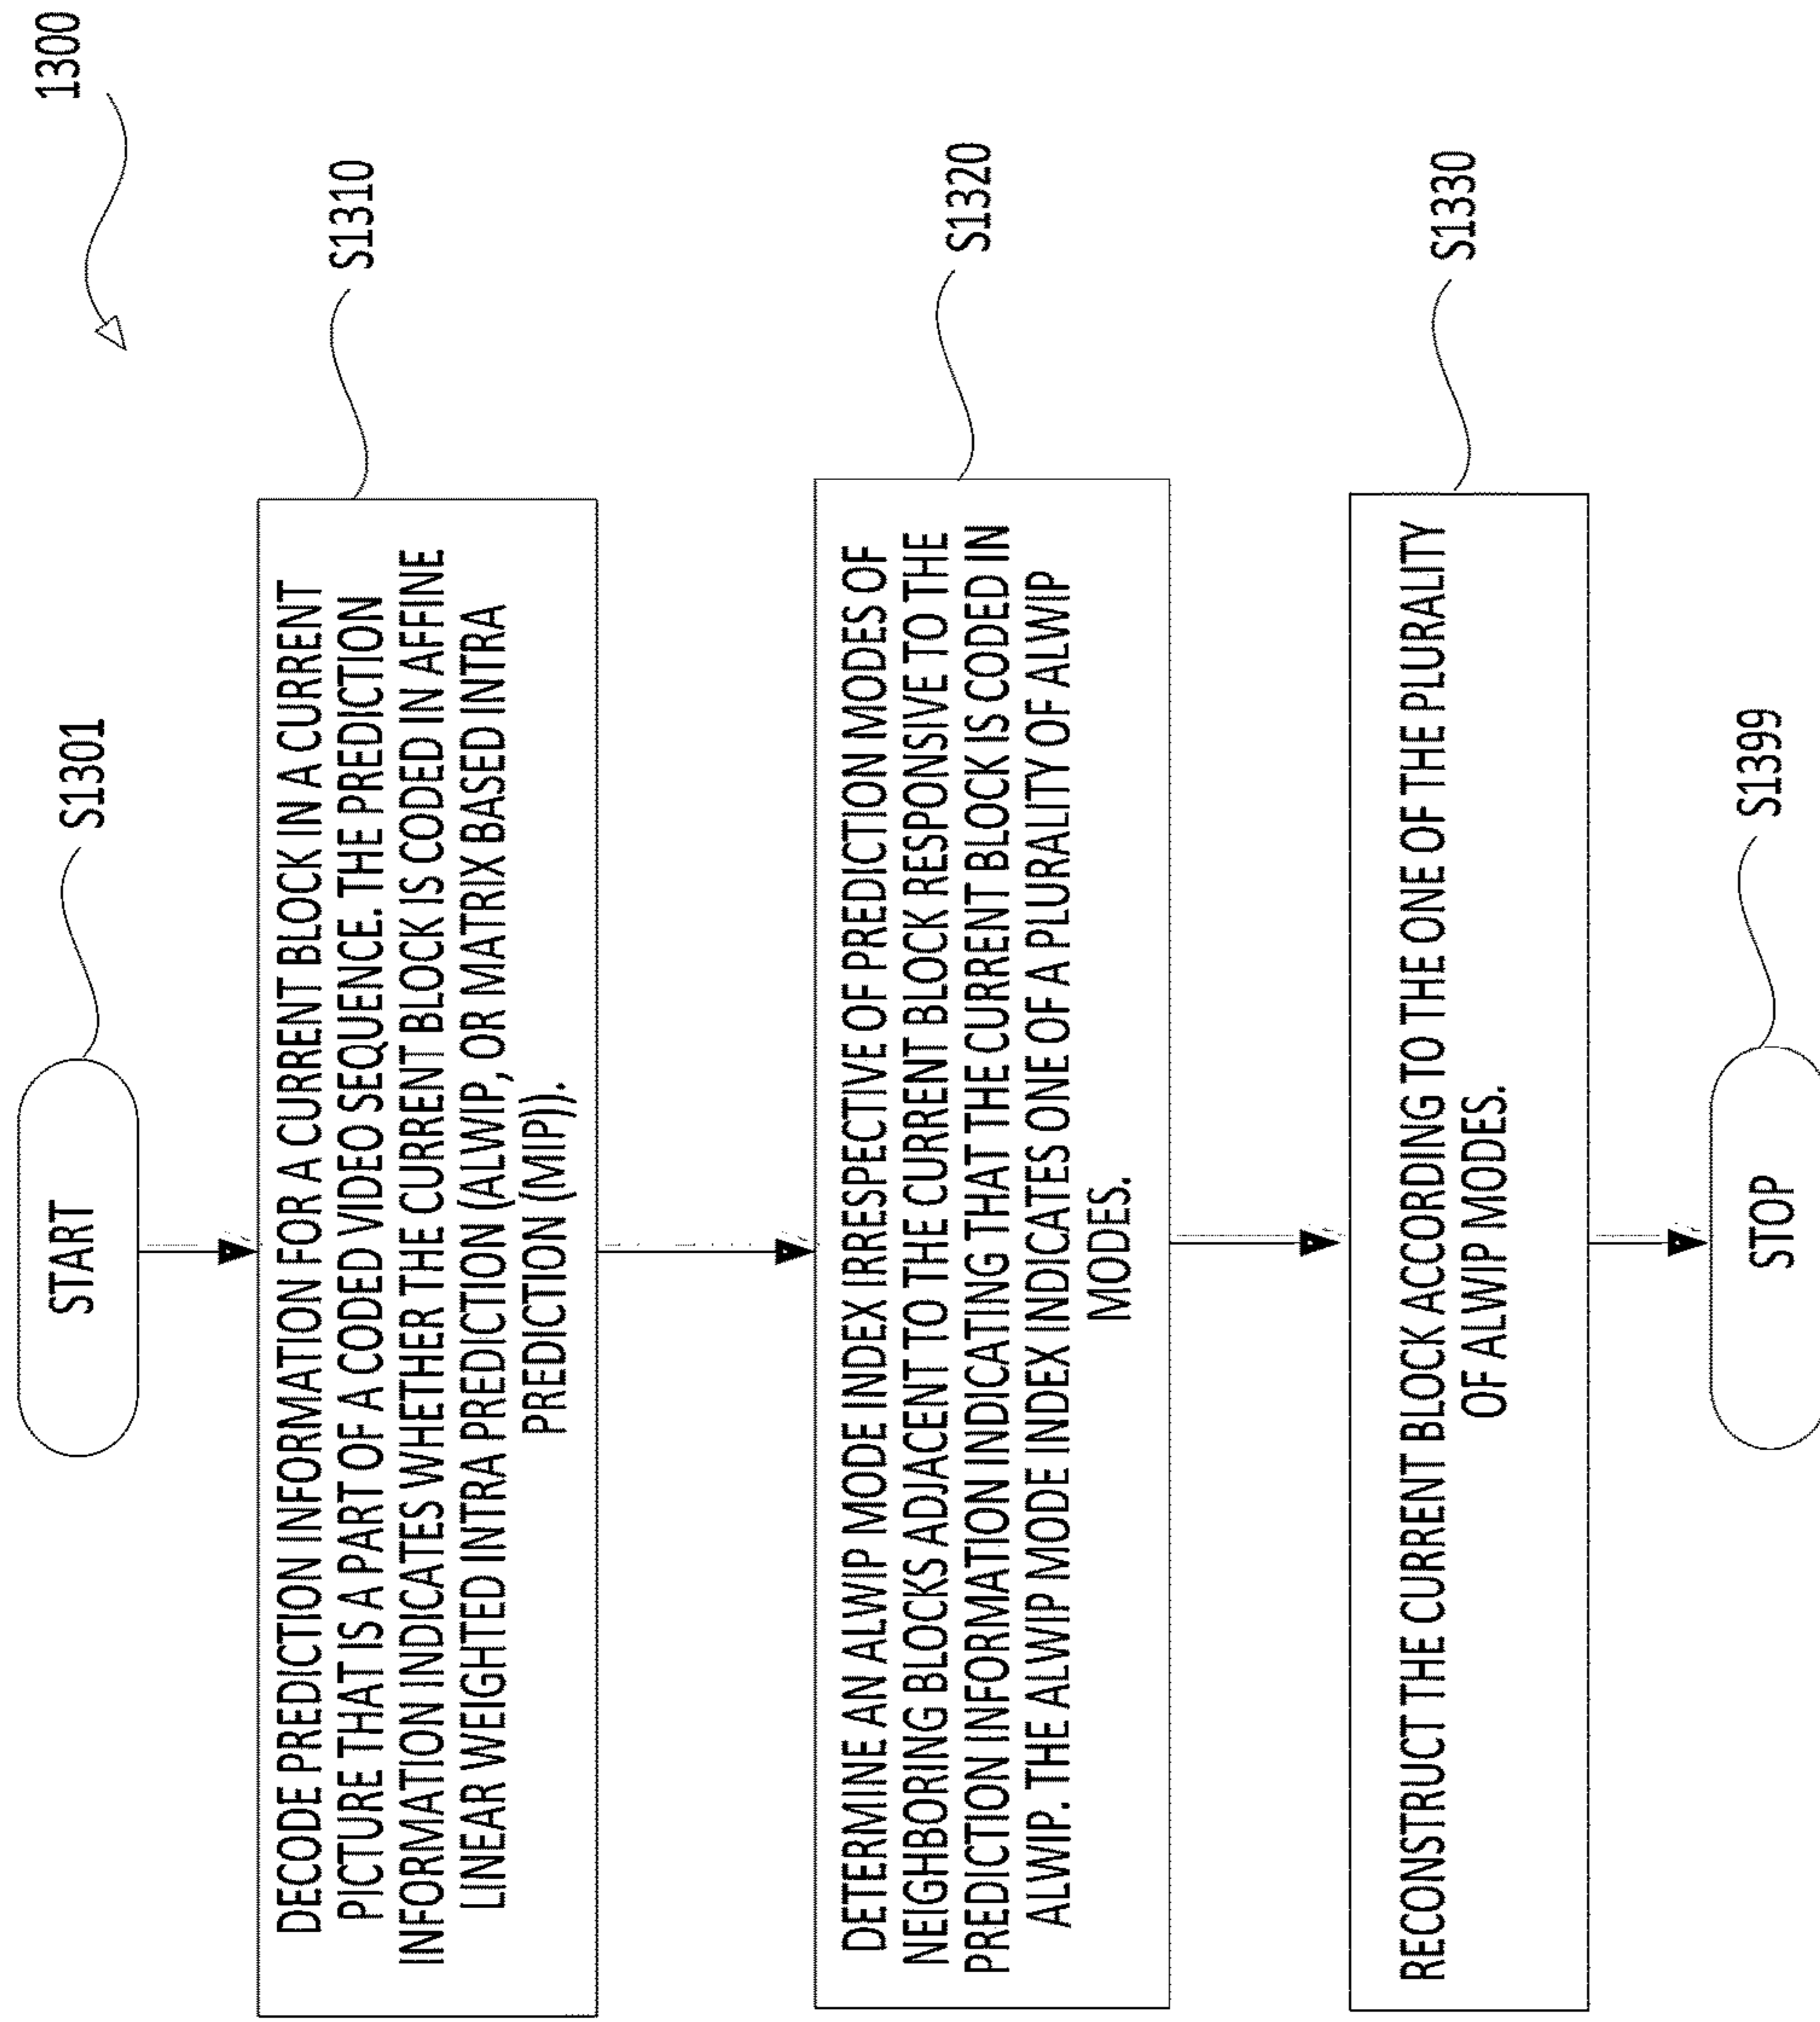 1300
START
S1301
DECODE PREDICTION INFORMATION FOR A CURRENT BLOCK IN A CURRENT
PICTURE THAT IS A PART OF A CODED VIDEO SEQUENCE. THE PREDICTION
INFORMATION INDICATES WHETHER THE CURRENT BLOCK IS CODED IN AFFINE
LINEAR WEIGHTED INTRA PREDICTION (ALWIP, OR MATRIX BASED INTRA
PREDICTION (MIP)).
S1310
DETERMINE AN ALWIP MODE INDEX IRRESPECTIVE OF PREDICTION MODES OF
NEIGHBORING BLOCKS ADJACENT TO THE CURRENT BLOCK RESPONSIVE TO THE
PREDICTION INFORMATION INDICATING THAT THE CURRENT BLOCK IS CODED IN
ALWIP. THE ALWIP MODE INDEX INDICATES ONE OF A PLURALITY OF ALWIP
MODES.
S1320
RECONSTRUCT THE CURRENT BLOCK ACCORDING TO THE ONE OF THE PLURALITY
OF ALWIP MODES.
S1330
STOP
S1399